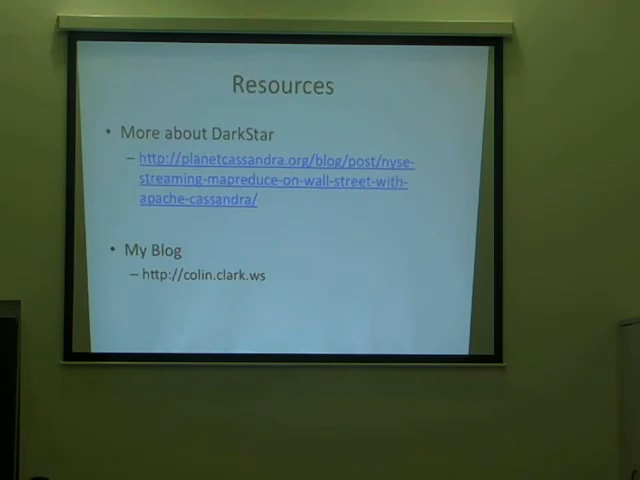 Resources
• More about DarkStar
– http://planetcassandra.org/blog/post/nyse-
streaming-mapreduce-on-wall-street-with-
apache-cassandra/
• My Blog
– http://colin.clark.ws